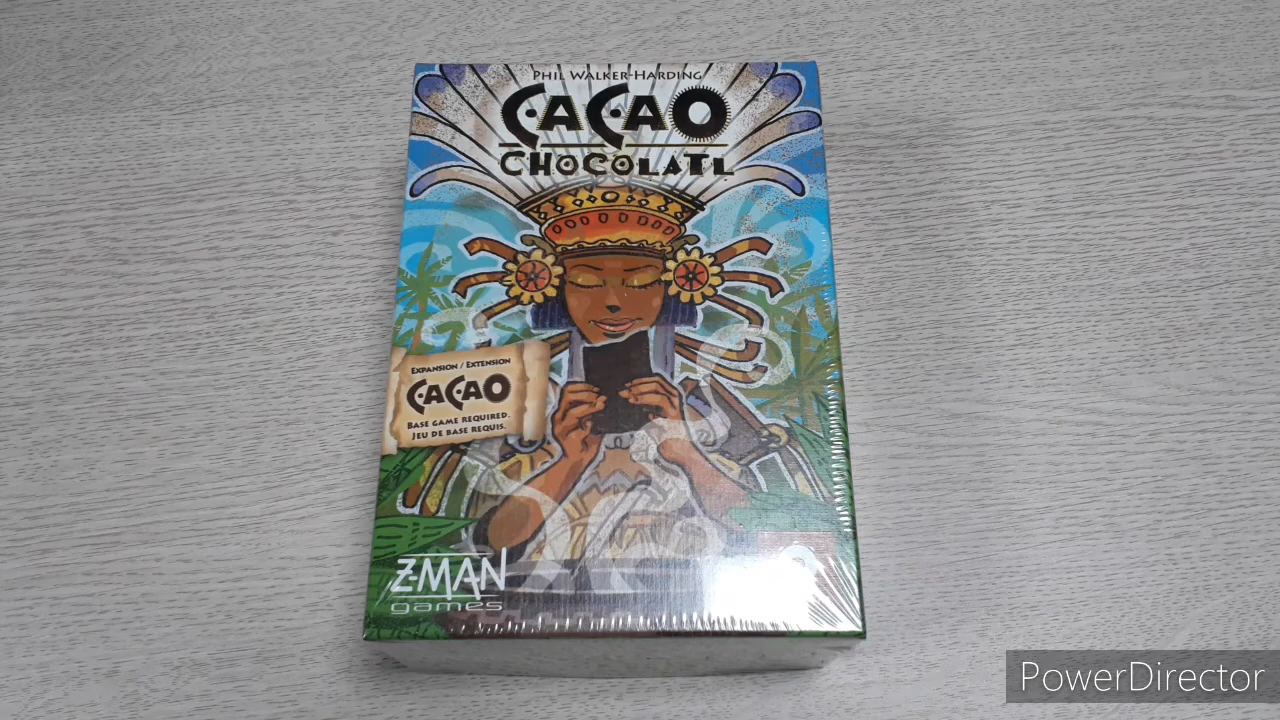 PHIL WALKER-HARDING
CACAO
CHOCOLATL
EXPANSION / EXTENSION
CACAO
BASE GAME REQUIRED.
JEU DE BASE REQUIS.
Z-MAN
games
PowerDirector